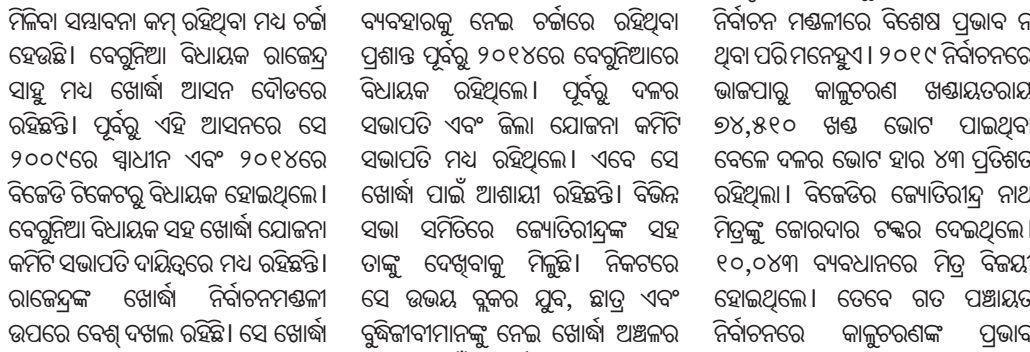 ମିଳିବା ସମ୍ଭାବନା କମ୍ ରହିଥିବା ମଧ୍ୟ ଚର୍ଚ୍ଚା
ହେଉଛି। ବେଗୁନିଆ ବିଧାୟକ ରାଜେନ୍ଦ୍ର
ସାହୁ ମଧ୍ୟ ଖୋର୍ଦ୍ଧା ଆସନ ଦୌଡରେ
ରହିଛନ୍ତି। ପୂର୍ବରୁ ଏହି ଆସନରେ ସେ
୨୦୦୯ରେ ସ୍ୱାଧୀନ ଏବଂ ୨୦୧୪ରେ
ବିଜେଡି ଟିକେଟରୁ ବିଧାୟକ ହୋଇଥିଲେ।
ବେଗୁନିଆ ବିଧାୟକ ସହ ଖୋର୍ଦ୍ଧା ଯୋଜନା
କମିଟି ସଭାପତି ଦାୟିତ୍ୱରେ ମଧ୍ୟ ରହିଛନ୍ତି।
ରାଜେନ୍ଦ୍ରଙ୍କ ଖୋର୍ଦ୍ଧା ନିର୍ବାଚନମଣ୍ଡଳୀ
ଉପରେ ବେଶ୍ ଦଖଲ ରହିଛି। ସେ ଖୋର୍ଦ୍ଧା
ବ୍ୟବହାରକୁ ନେଇ ଚର୍ଚ୍ଚାରେ ରହିଥିବା
ପ୍ରଶାନ୍ତ ପୂର୍ବରୁ ୨୦୧୪ରେ ବେଗୁନିଆରେ
ବିଧାୟକ ରହିଥିଲେ। ପୂର୍ବରୁ ଦଳର
ସଭାପତି ଏବଂ ଜିଲା ଯୋଜନା କମିଟି
ସଭାପତି ମଧ୍ୟ ରହିଥିଲେ। ଏବେ ସେ
ଖୋର୍ଦ୍ଧା ପାଇଁ ଆଶାୟୀ ରହିଛନ୍ତି। ବିଭିନ୍ନ
ସଭା ସମିତିରେ ଜ୍ୟୋତିରୀନ୍ଦ୍ରଙ୍କ ସହ
ତାଙ୍କୁ ଦେଖିବାକୁ ମିଳୁଛି। ନିକଟରେ
ସେ ଉଭୟ ବ୍ଲକର ଯୁବ, ଛାତ୍ର ଏବଂ
ବୁଦ୍ଧିଜୀବୀମାନଙ୍କୁ ନେଇ ଖୋର୍ଦ୍ଧା ଅଞ୍ଚଳର
ନିର୍ବାଚନ ମଣ୍ଡଳୀରେ ବିଶେଷ ପ୍ରଭାବ ନ
ଥିବା ପରି ମନେହୁଏ। ୨୦୧୯ ନିର୍ବାଚନରେ
ଭାଜପାରୁ କାଳୁଚରଣ ଖଣ୍ଡାୟତରାୟ
୭୪,୫୧୦ ଖଣ୍ଡ ଭୋଟ ପାଇଥିବା
ବେଳେ ଦଳର ଭୋଟ ହାର ୪୩ ପ୍ରତିଶତ
ରହିଥିଲା। ବିଜେଡିର ଜ୍ୟୋତିରୀନ୍ଦ୍ର ନାଥ
ମିତ୍ରଙ୍କୁ ଜୋରଦାର ଟକ୍କର ଦେଇଥିଲେ।
୧୦,୦୪୩ ବ୍ୟବଧାନରେ ମିତ୍ର ବିଜୟୀ
ହୋଇଥିଲେ। ତେବେ ଗତ ପଞ୍ଚାୟତ
ନିର୍ବାଚନରେ କାଳୁଚରଣଙ୍କ ପ୍ରଭାବ